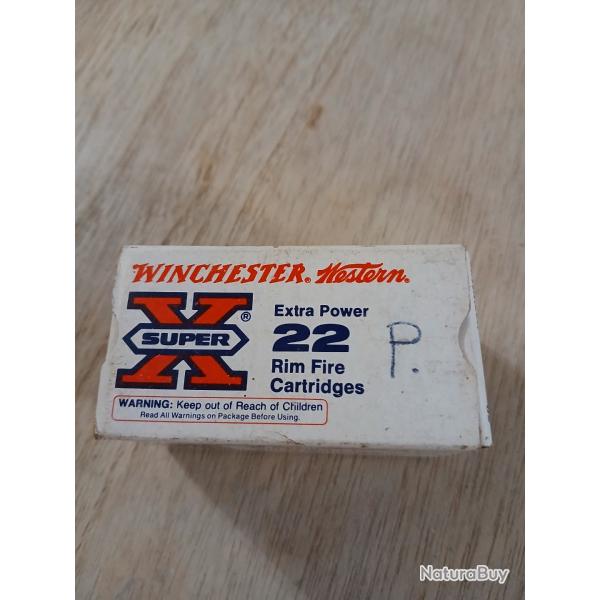 WINCHESTER® Western®
X®
SUPER
Extra Power
22
Rim Fire
Cartridges
P.
WARNING: Keep out of Reach of Children
Read All Warnings on Package Before Using.
NaturaBuy